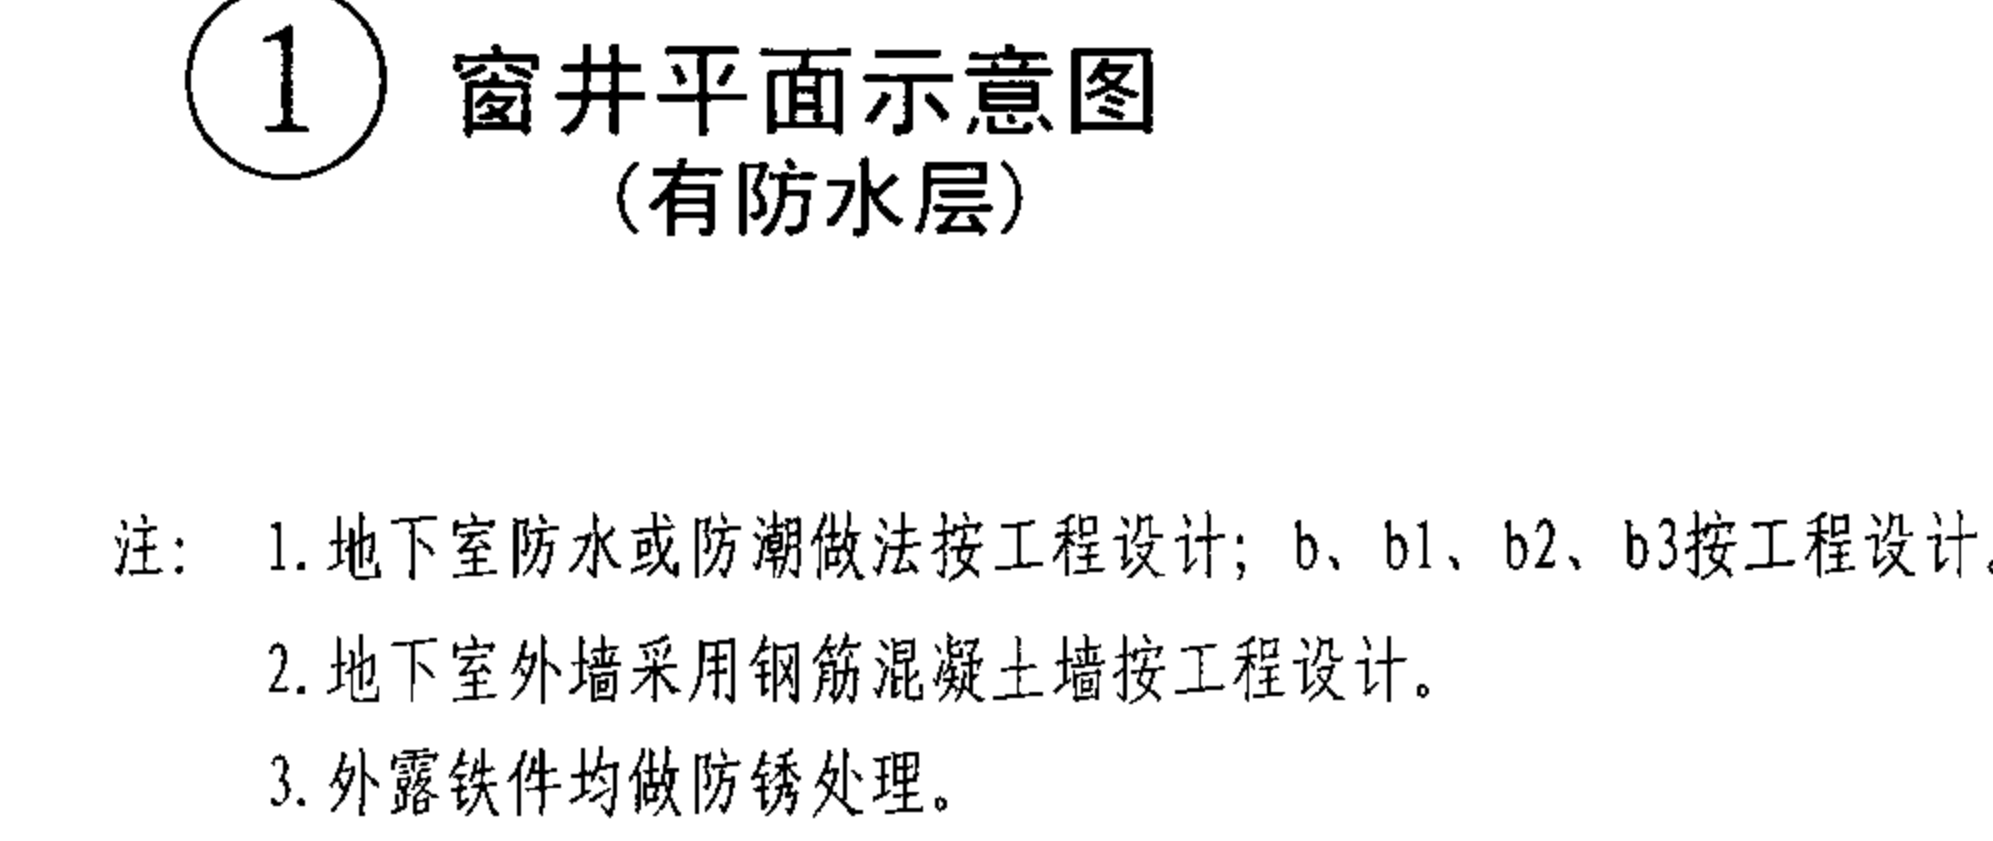 1 窗井平面示意图
(有防水层)
注: 1.地下室防水或防潮做法按工程设计; b、b1、b2、b3按工程设计。
2.地下室外墙采用钢筋混凝土墙按工程设计。
3.外露铁件均做防锈处理。